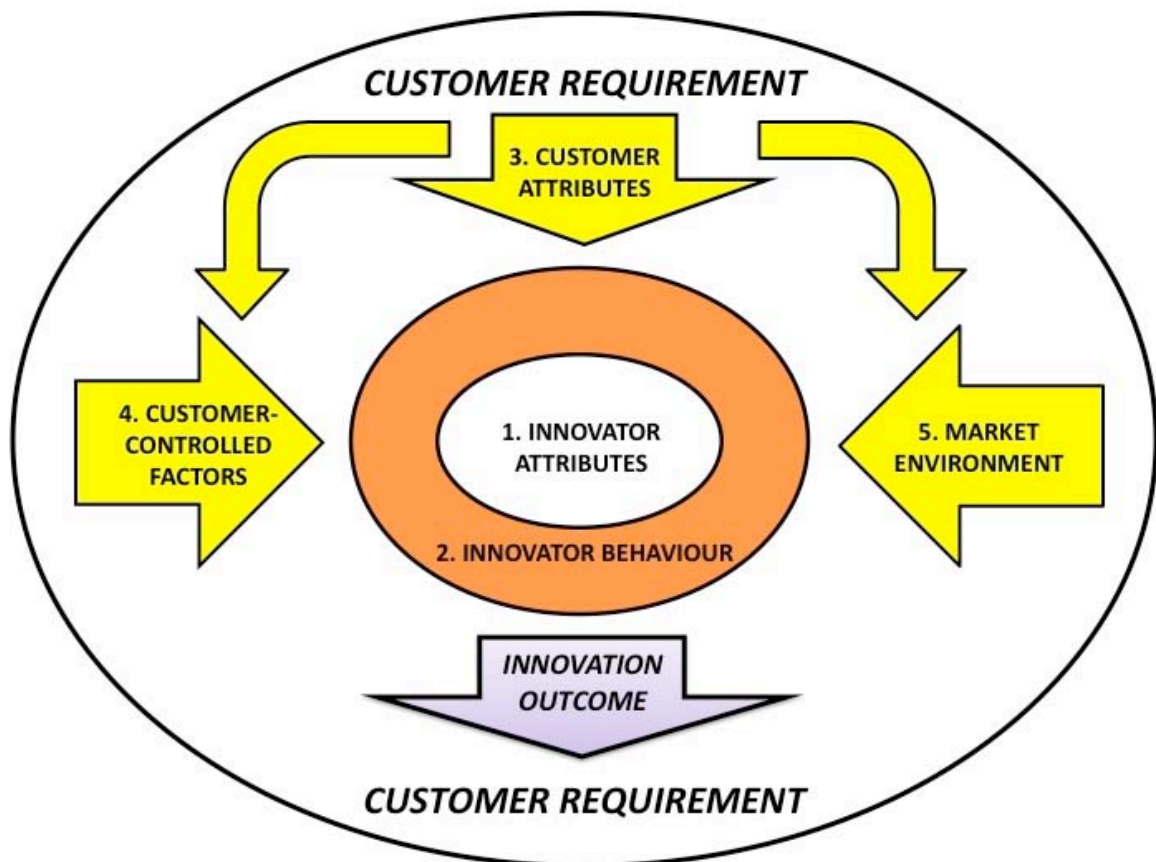 CUSTOMER REQUIREMENT
3. CUSTOMER
ATTRIBUTES
4. CUSTOMER-
CONTROLLED
FACTORS
1. INNOVATOR
ATTRIBUTES
5. MARKET
ENVIRONMENT
2. INNOVATOR BEHAVIOUR
INNOVATION
OUTCOME
CUSTOMER REQUIREMENT